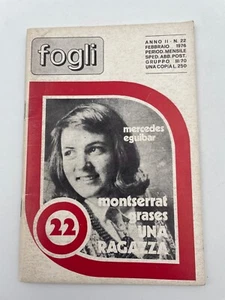 fogli
ANNO II - N. 22
FEBBRAIO 1976
PERIOD. MENSILE
SPED. ABB. POST.
GRUPPO III-70
UNA COPIA L. 250
mercedes
eguibar
montserrat
grases
UNA
RAGAZZA
22